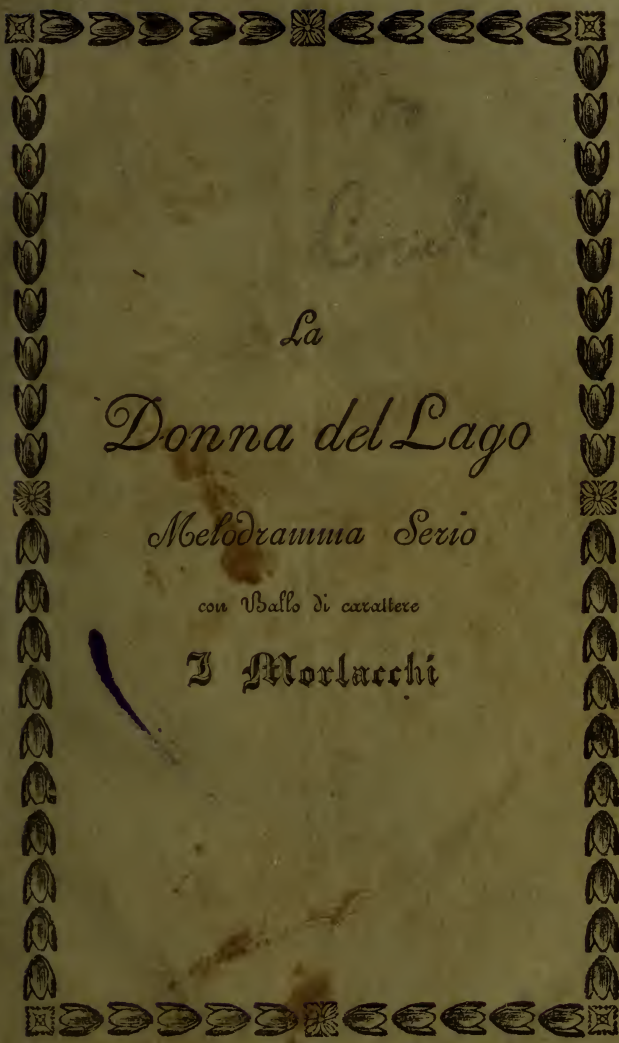 La
Donna del Lago
Melodramma Serio
con Ballo di carattere
I Morlacchi